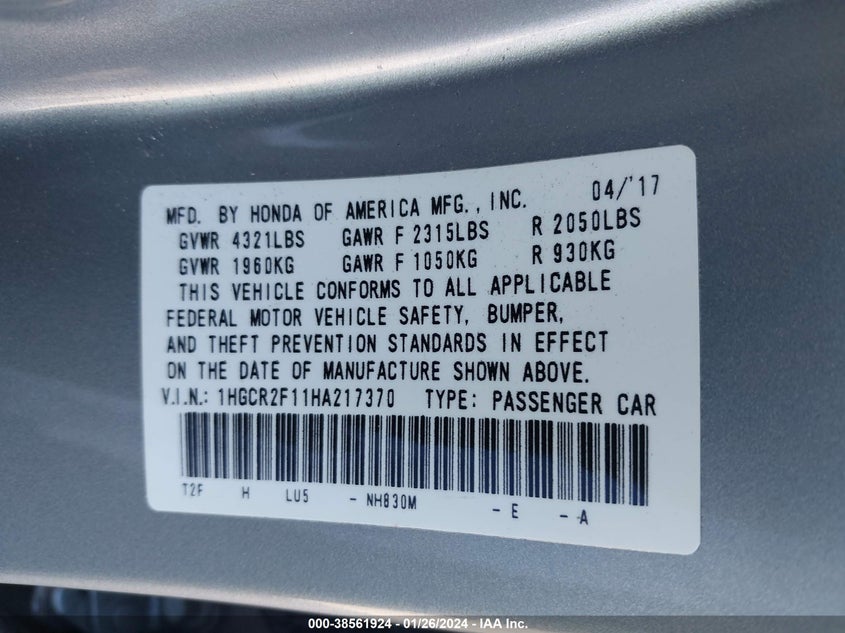 MFD. BY HONDA OF AMERICA MFG., INC. 04/'17
GVWR 4321LBS GAWR F 2315LBS R 2050LBS
GVWR 1960KG GAWR F 1050KG R 930KG
THIS VEHICLE CONFORMS TO ALL APPLICABLE
FEDERAL MOTOR VEHICLE SAFETY, BUMPER,
AND THEFT PREVENTION STANDARDS IN EFFECT
ON THE DATE OF MANUFACTURE SHOWN ABOVE.
V.I.N.: 1HGCR2F11HA217370 TYPE: PASSENGER CAR
T2F H LU5 - NH830M - E - A
000-38561924 - 01/26/2024 - IAA Inc.